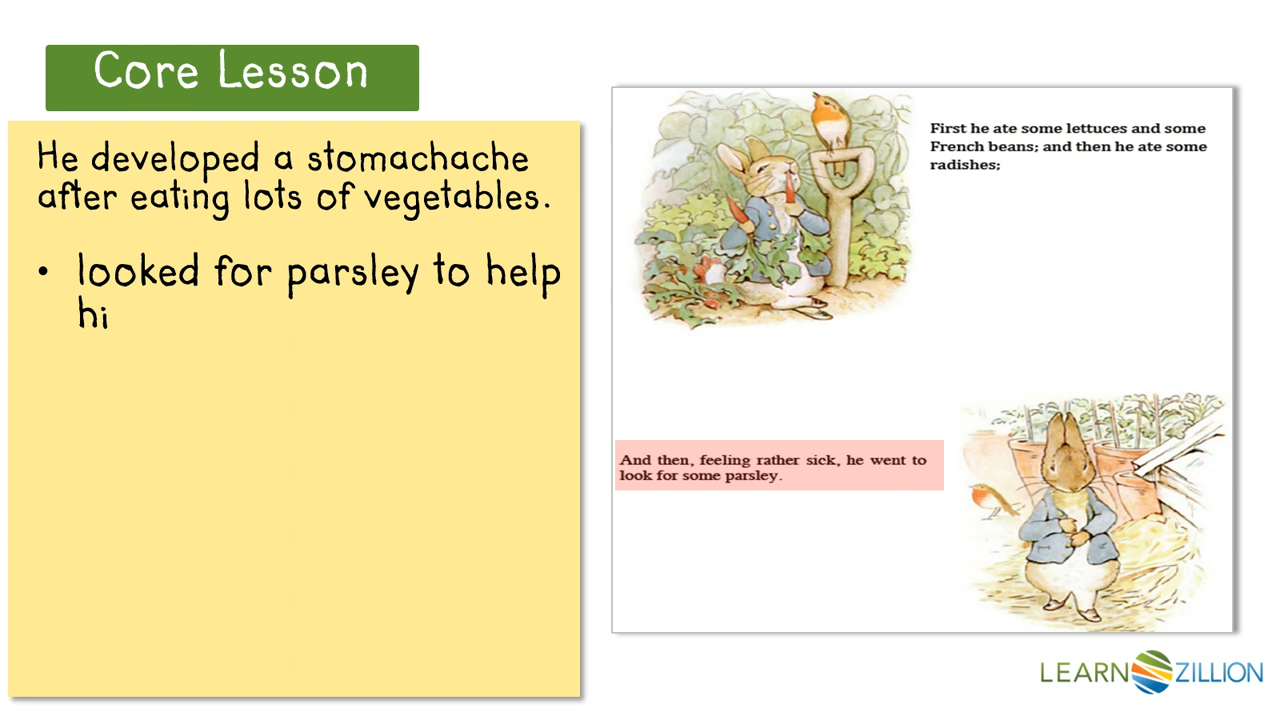 Core Lesson
He developed a stomachache
after eating lots of vegetables.
• looked for parsley to help
hi
First he ate some lettuces and some
French beans; and then he ate some
radishes;
And then, feeling rather sick, he went to
look for some parsley.
LEARN ZILLION